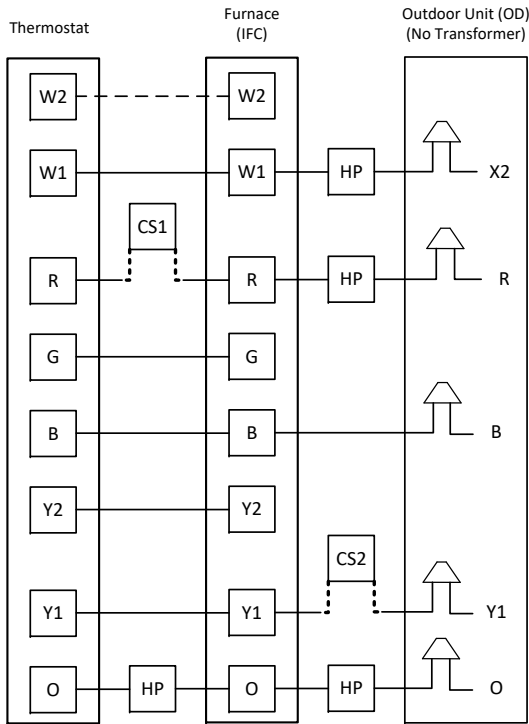 Thermostat
Furnace
(IFC)
Outdoor Unit (OD)
(No Transformer)
W2 W2
W1 W1 HP X2
CS1
R R HP R
G G
B B B
Y2 Y2
CS2
Y1 Y1 Y1
O HP O HP O